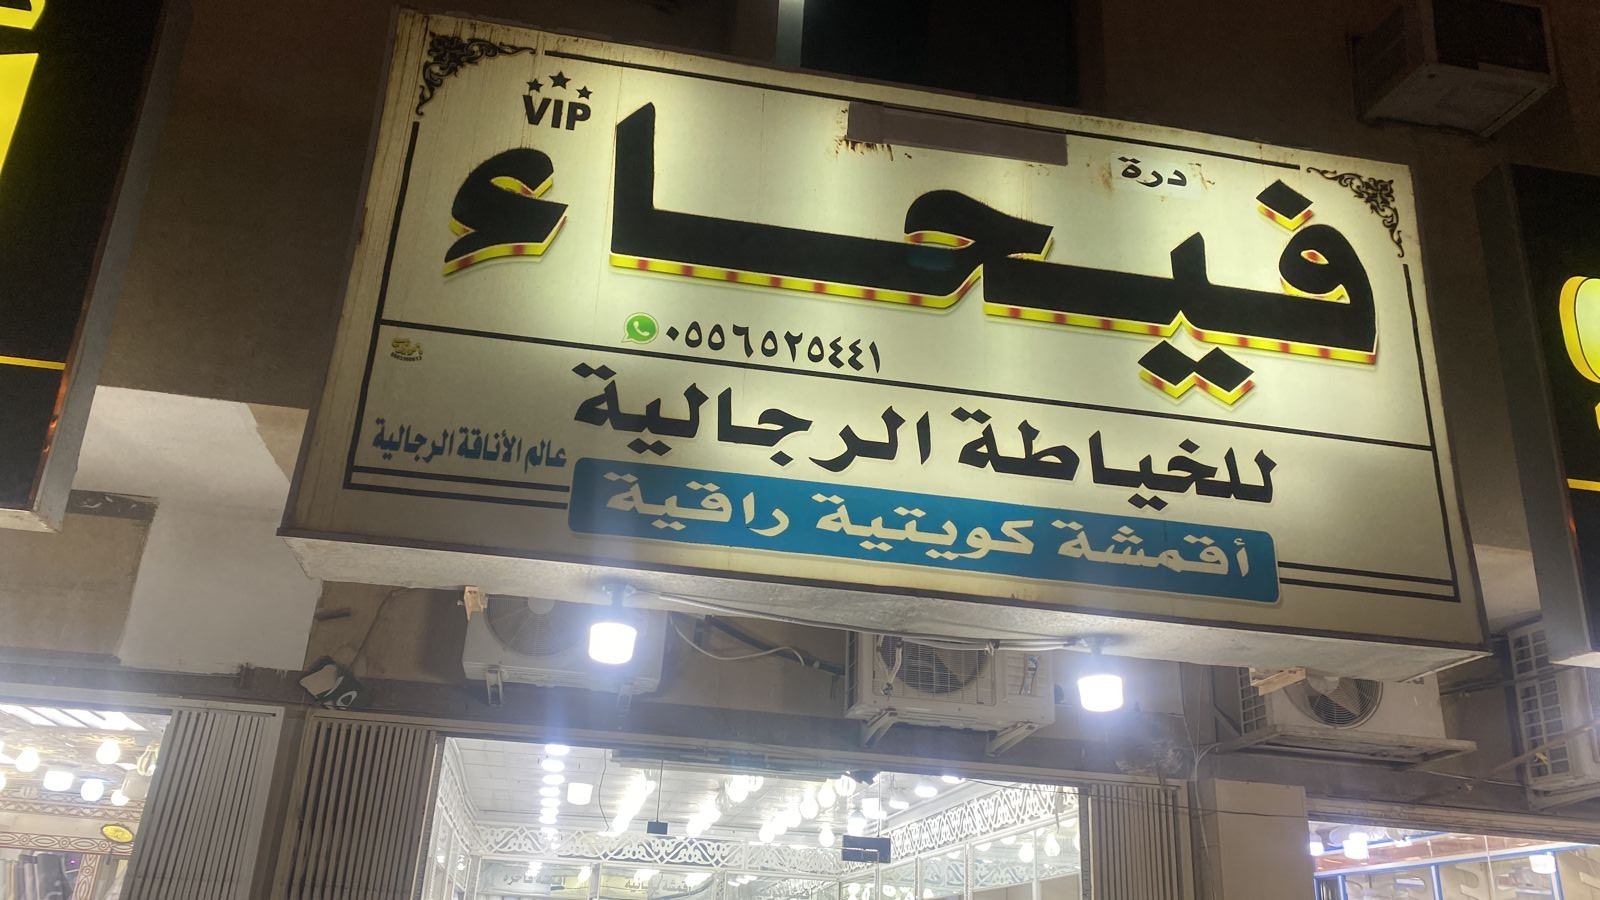 VIP
درة
فيحاء
٠٥٥٦٥٢٥٤٤١
للخياطة الرجالية
عالم الأناقة الرجالية
أقمشة كويتية راقية